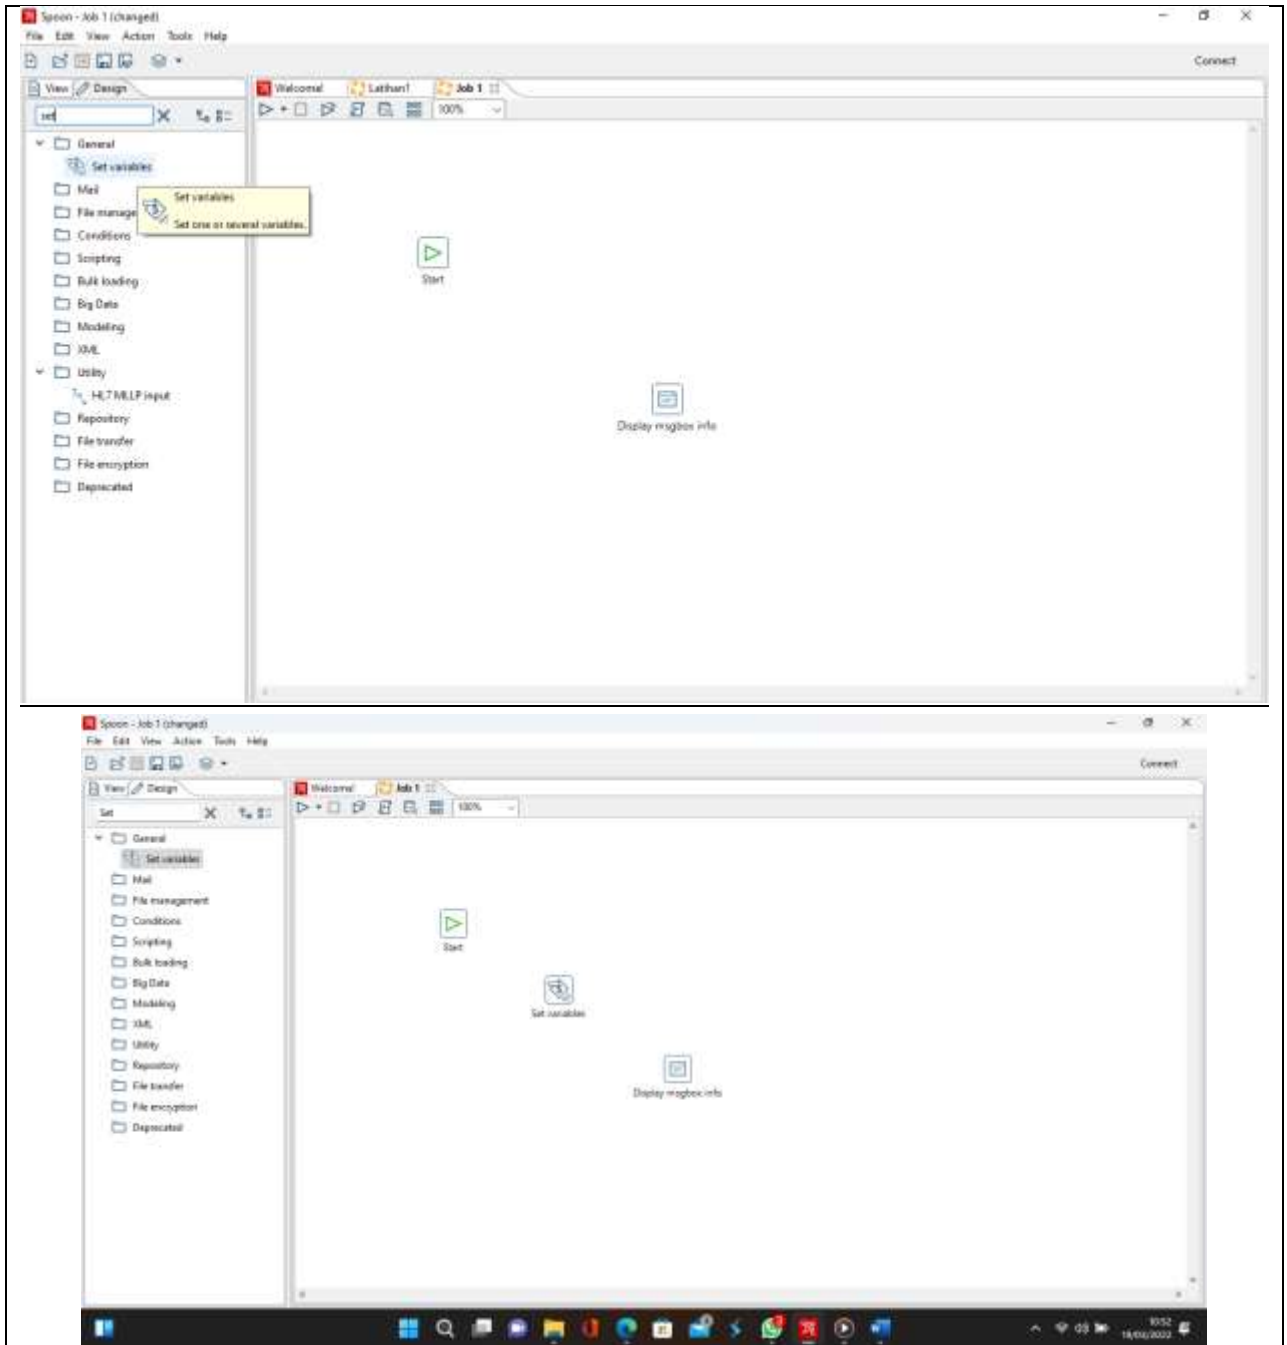 Spoon - Job 1 (changed)
File Edit View Action Tools Help
Connect
View Design
Welcome! Latihan1 Job 1
set
100%
General
Set variables
Mail
Set variables
File manage
Set one or several variables.
Conditions
Scripting
Bulk loading
Big Data
Modeling
XML
Utility
HL7 MLLP input
Repository
File transfer
File encryption
Deprecated
Start
Display msgbox info
Spoon - Job 1 (changed)
File Edit View Action Tools Help
Connect
View Design
Welcome! Job 1
Set
100%
General
Set variables
Mail
File management
Conditions
Scripting
Bulk loading
Big Data
Modeling
XML
Utility
Repository
File transfer
File encryption
Deprecated
Start
Set variables
Display msgbox info
10:52